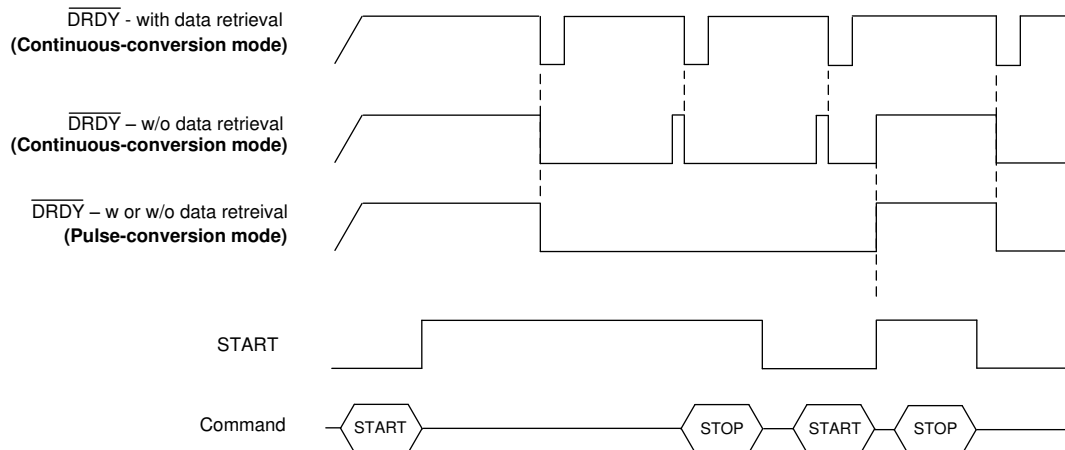 DRDY - with data retrieval
(Continuous-conversion mode)
DRDY – w/o data retrieval
(Continuous-conversion mode)
DRDY – w or w/o data retreival
(Pulse-conversion mode)
START
Command
START
STOP
START
STOP